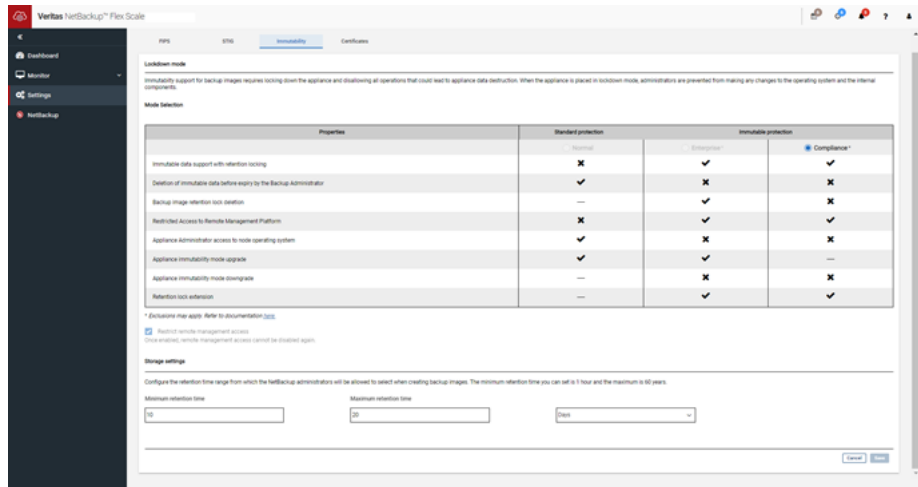 Veritas NetBackup™ Flex Scale
?
Dashboard
Monitor
Settings
NetBackup
FIPS STIG Immutability Certificates
Lockdown mode
Immutability support for backup images requires locking down the appliance and disallowing all operations that could lead to appliance data destruction. When the appliance is placed in lockdown mode, administrators are prevented from making any changes to the operating system and the internal
components.
Mode Selection
Properties Standard protection Immutable protection
Normal Enterprise* Compliance*
Immutable data support with retention locking
Deletion of immutable data before expiry by the Backup Administrator
Backup image retention lock deletion
Restricted Access to Remote Management Platform
Appliance Administrator access to node operating system
Appliance immutability mode upgrade
Appliance immutability mode downgrade
Retention lock extension
* Exclusions may apply. Refer to documentation here.
Restrict remote management access
Once enabled, remote management access cannot be disabled again.
Storage settings
Configure the retention time range from which the NetBackup administrators will be allowed to select when creating backup images. The minimum retention time you can set is 1 hour and the maximum is 60 years.
Minimum retention time Maximum retention time
10 20 Days
Cancel Save